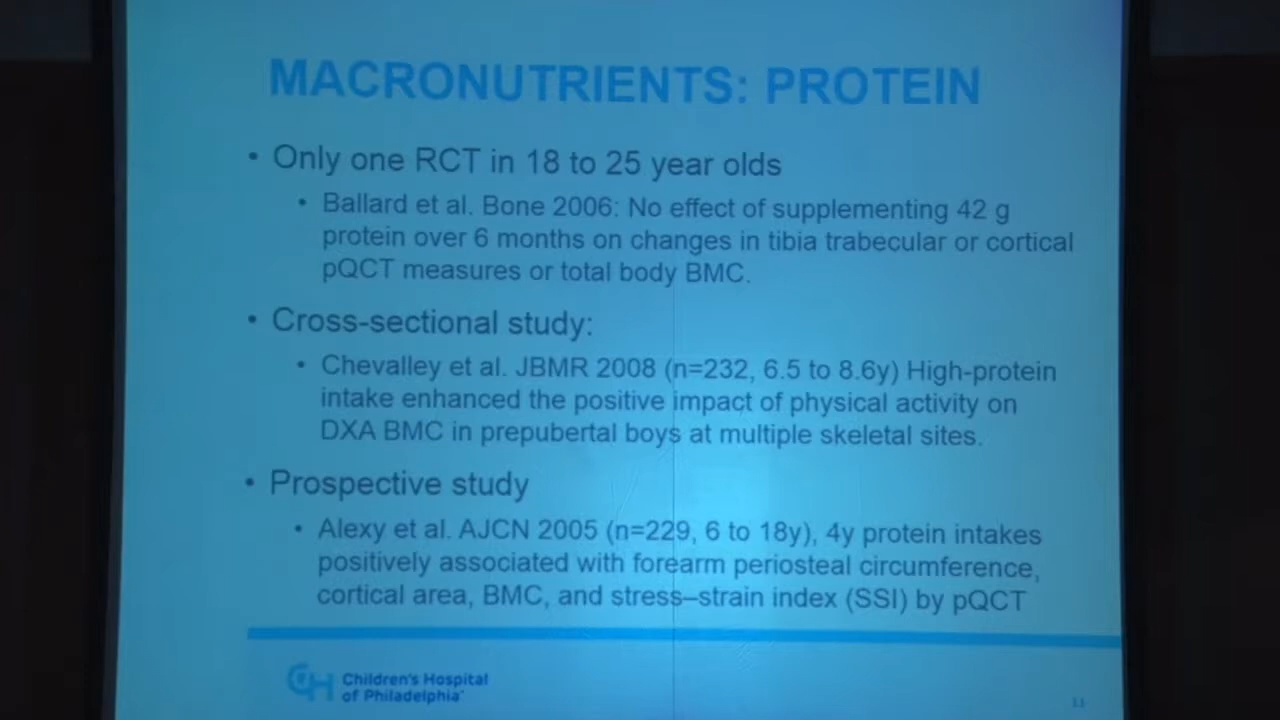 MACRONUTRIENTS: PROTEIN
• Only one RCT in 18 to 25 year olds
• Ballard et al. Bone 2006: No effect of supplementing 42 g
protein over 6 months on changes in tibia trabecular or cortical
pQCT measures or total body BMC.
• Cross-sectional study:
• Chevalley et al. JBMR 2008 (n=232, 6.5 to 8.6y) High-protein
intake enhanced the positive impact of physical activity on
DXA BMC in prepubertal boys at multiple skeletal sites.
• Prospective study
• Alexy et al. AJCN 2005 (n=229, 6 to 18y), 4y protein intakes
positively associated with forearm periosteal circumference,
cortical area, BMC, and stress–strain index (SSI) by pQCT
Children's Hospital
of Philadelphia
11